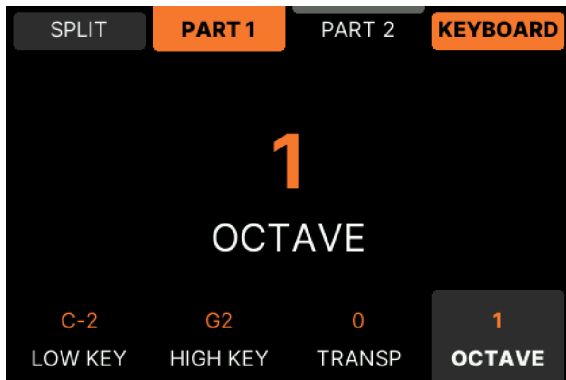 SPLIT PART 1 PART 2 KEYBOARD
1
OCTAVE
C-2 G2 0 1
LOW KEY HIGH KEY TRANSP OCTAVE